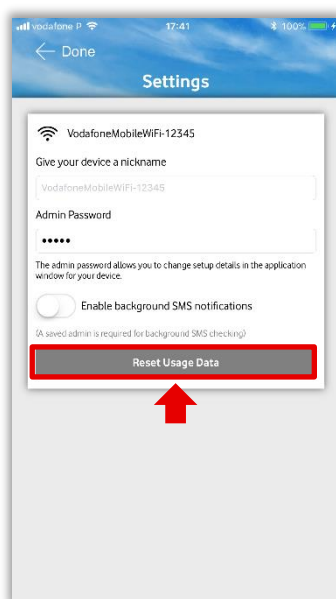 vodafone P 17:41 100%
Done
Settings
VodafoneMobileWiFi-12345
Give your device a nickname
VodafoneMobileWiFi-12345
Admin Password
•••••
The admin password allows you to change setup details in the application
window for your device.
Enable background SMS notifications
(A saved admin is required for background SMS checking)
Reset Usage Data